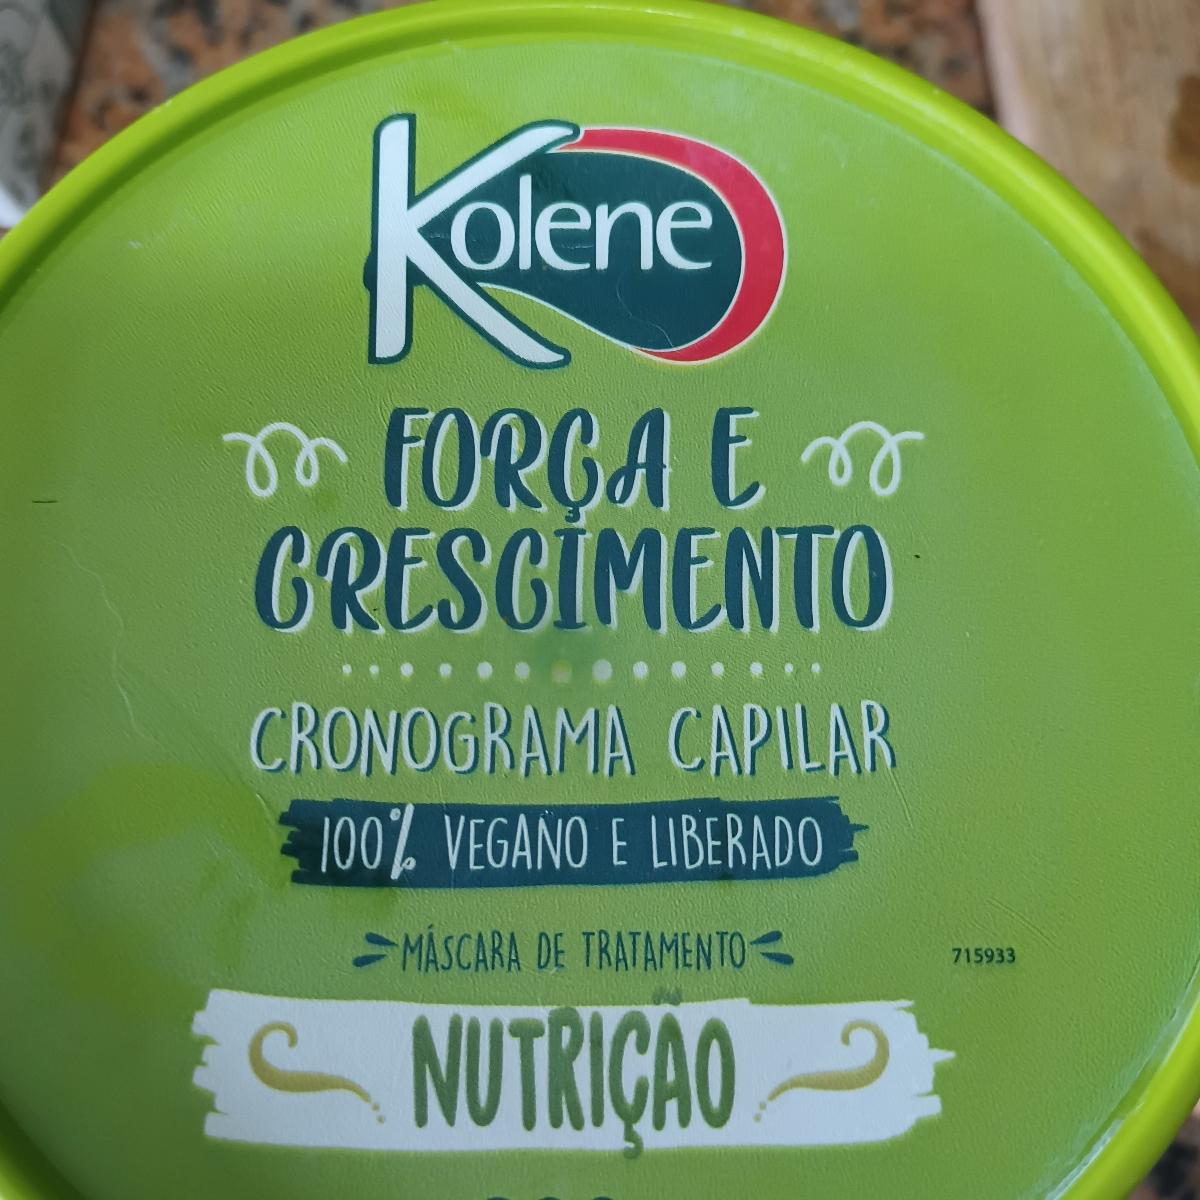 Kolene
FORÇA E
CRESCIMENTO
CRONOGRAMA CAPILAR
100% VEGANO E LIBERADO
MÁSCARA DE TRATAMENTO
715933
NUTRIÇÃO